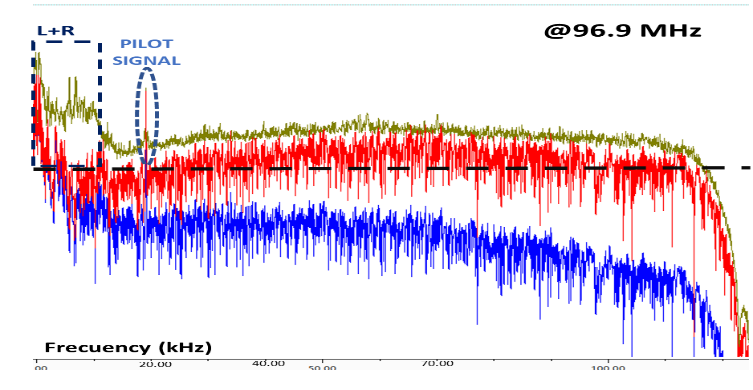 L+R
@96.9 MHz
PILOT
SIGNAL
Frecuency (kHz)
20.00
40.00
50.00
70.00
100.00